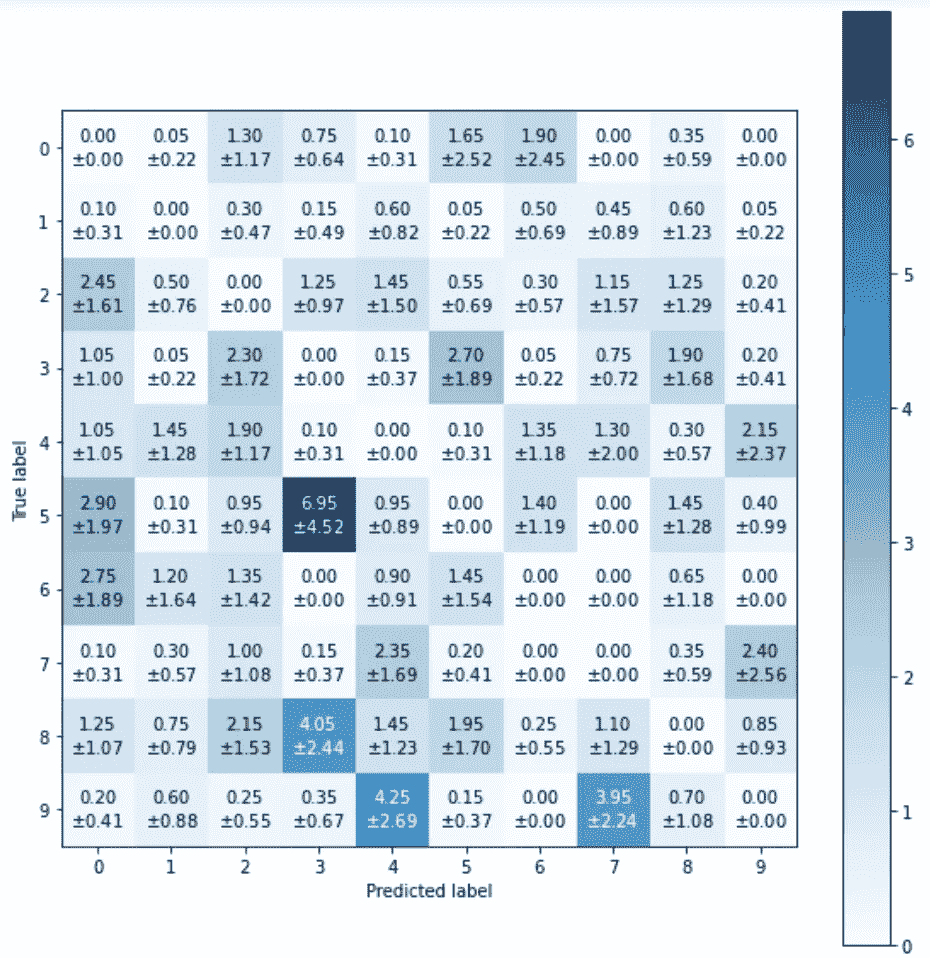 0.00 0.05 1.30 0.75 0.10 1.65 1.90 0.00 0.35 0.00
0 ±0.00 ±0.22 ±1.17 ±0.64 ±0.31 ±2.52 ±2.45 ±0.00 ±0.59 ±0.00
0.10 0.00 0.30 0.15 0.60 0.05 0.50 0.45 0.60 0.05
1 ±0.31 ±0.00 ±0.47 ±0.49 ±0.82 ±0.22 ±0.69 ±0.89 ±1.23 ±0.22
2.45 0.50 0.00 1.25 1.45 0.55 0.30 1.15 1.25 0.20
2 ±1.61 ±0.76 ±0.00 ±0.97 ±1.50 ±0.69 ±0.57 ±1.57 ±1.29 ±0.41
1.05 0.05 2.30 0.00 0.15 2.70 0.05 0.75 1.90 0.20
3 ±1.00 ±0.22 ±1.72 ±0.00 ±0.37 ±1.89 ±0.22 ±0.72 ±1.68 ±0.41
1.05 1.45 1.90 0.10 0.00 0.10 1.35 1.30 0.30 2.15
4 ±1.05 ±1.28 ±1.17 ±0.31 ±0.00 ±0.31 ±1.18 ±2.00 ±0.57 ±2.37
2.90 0.10 0.95 6.95 0.95 0.00 1.40 0.00 1.45 0.40
5 ±1.97 ±0.31 ±0.94 ±4.52 ±0.89 ±0.00 ±1.19 ±0.00 ±1.28 ±0.99
2.75 1.20 1.35 0.00 0.90 1.45 0.00 0.00 0.65 0.00
6 ±1.89 ±1.64 ±1.42 ±0.00 ±0.91 ±1.54 ±0.00 ±0.00 ±1.18 ±0.00
0.10 0.30 1.00 0.15 2.35 0.20 0.00 0.00 0.35 2.40
7 ±0.31 ±0.57 ±1.08 ±0.37 ±1.69 ±0.41 ±0.00 ±0.00 ±0.59 ±2.56
1.25 0.75 2.15 4.05 1.45 1.95 0.25 1.10 0.00 0.85
8 ±1.07 ±0.79 ±1.53 ±2.44 ±1.23 ±1.70 ±0.55 ±1.29 ±0.00 ±0.93
0.20 0.60 0.25 0.35 4.25 0.15 0.00 3.95 0.70 0.00
9 ±0.41 ±0.88 ±0.55 ±0.67 ±2.69 ±0.37 ±0.00 ±2.24 ±1.08 ±0.00
0 1 2 3 4 5 6 7 8 9
Predicted label
True label
6
5
4
3
2
1
0